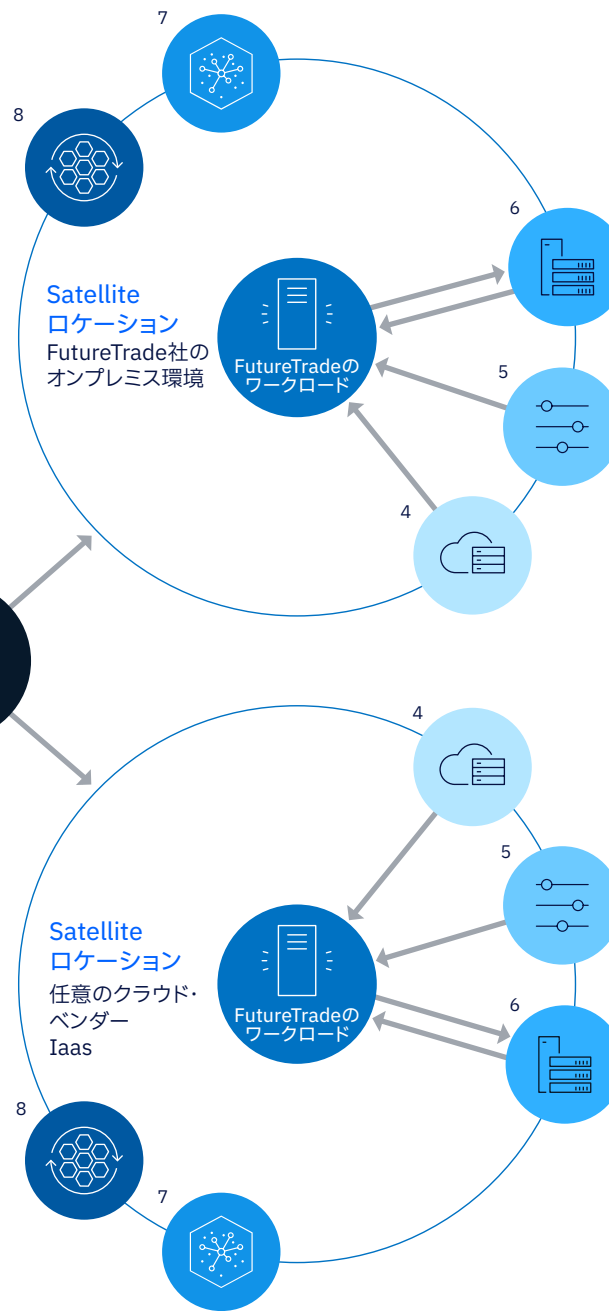 7
8
6
Satellite
ロケーション
FutureTrade社の
オンプレミス環境
FutureTradeの
ワークロード
5
4
4
5
Satellite
ロケーション
任意のクラウド・
ベンダー
Iaas
FutureTradeの
ワークロード
6
8
7